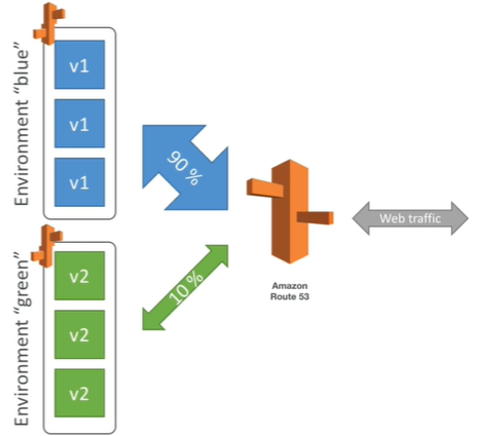 Environment "blue"
v1
v1
v1
90 %
Amazon
Route 53
Web traffic
Environment "green"
v2
v2
v2
10 %